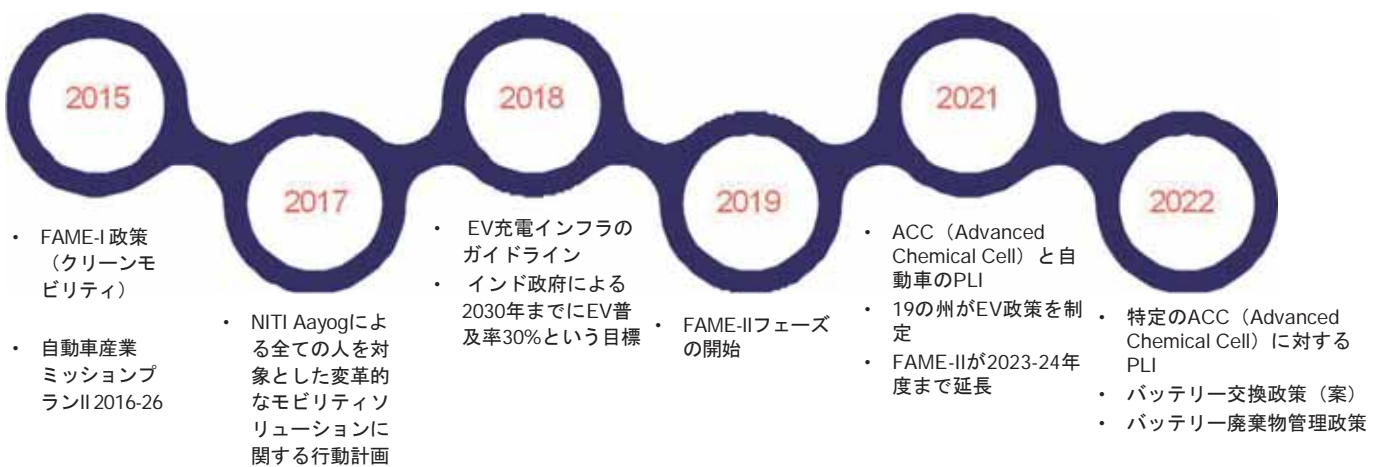 2015
• FAME-I 政策
（クリーンモ
ビリティ）
• 自動車産業
ミッションプ
ランII 2016-26
2017
• NITI Aayogによ
る全ての人を対
象とした変革的
なモビリティソ
リューションに
関する行動計画
2018
• EV充電インフラの
ガイドライン
• インド政府による
2030年までにEV普
及率30%という目標
2019
• FAME-IIフェーズ
の開始
2021
• ACC（Advanced
Chemical Cell）と自
動車のPLI
• 19の州がEV政策を制
定
• FAME-IIが2023-24年
度まで延長
2022
• 特定のACC（Advanced
Chemical Cell）に対する
PLI
• バッテリー交換政策（案）
• バッテリー廃棄物管理政策